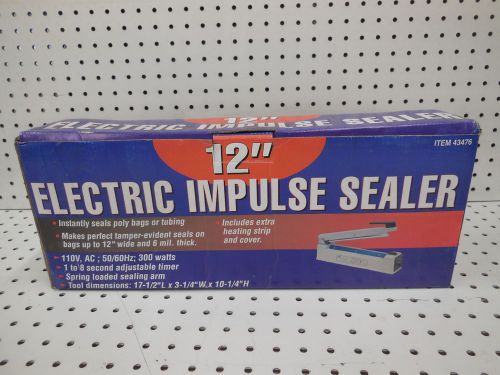 12"
ELECTRIC IMPULSE SEALER
12"
ITEM 43476
ELECTRIC IMPULSE SEALER
Instantly seals poly bags or tubing
Makes perfect tamper-evident seals on
bags up to 12" wide and 6 mil. thick.
Includes extra
heating strip
and cover.
110V, AC ; 50/60Hz; 300 watts
1 to 8 second adjustable timer
Spring loaded sealing arm
Tool dimensions: 17-1/2"L x 3-1/4"W x 10-1/4"H